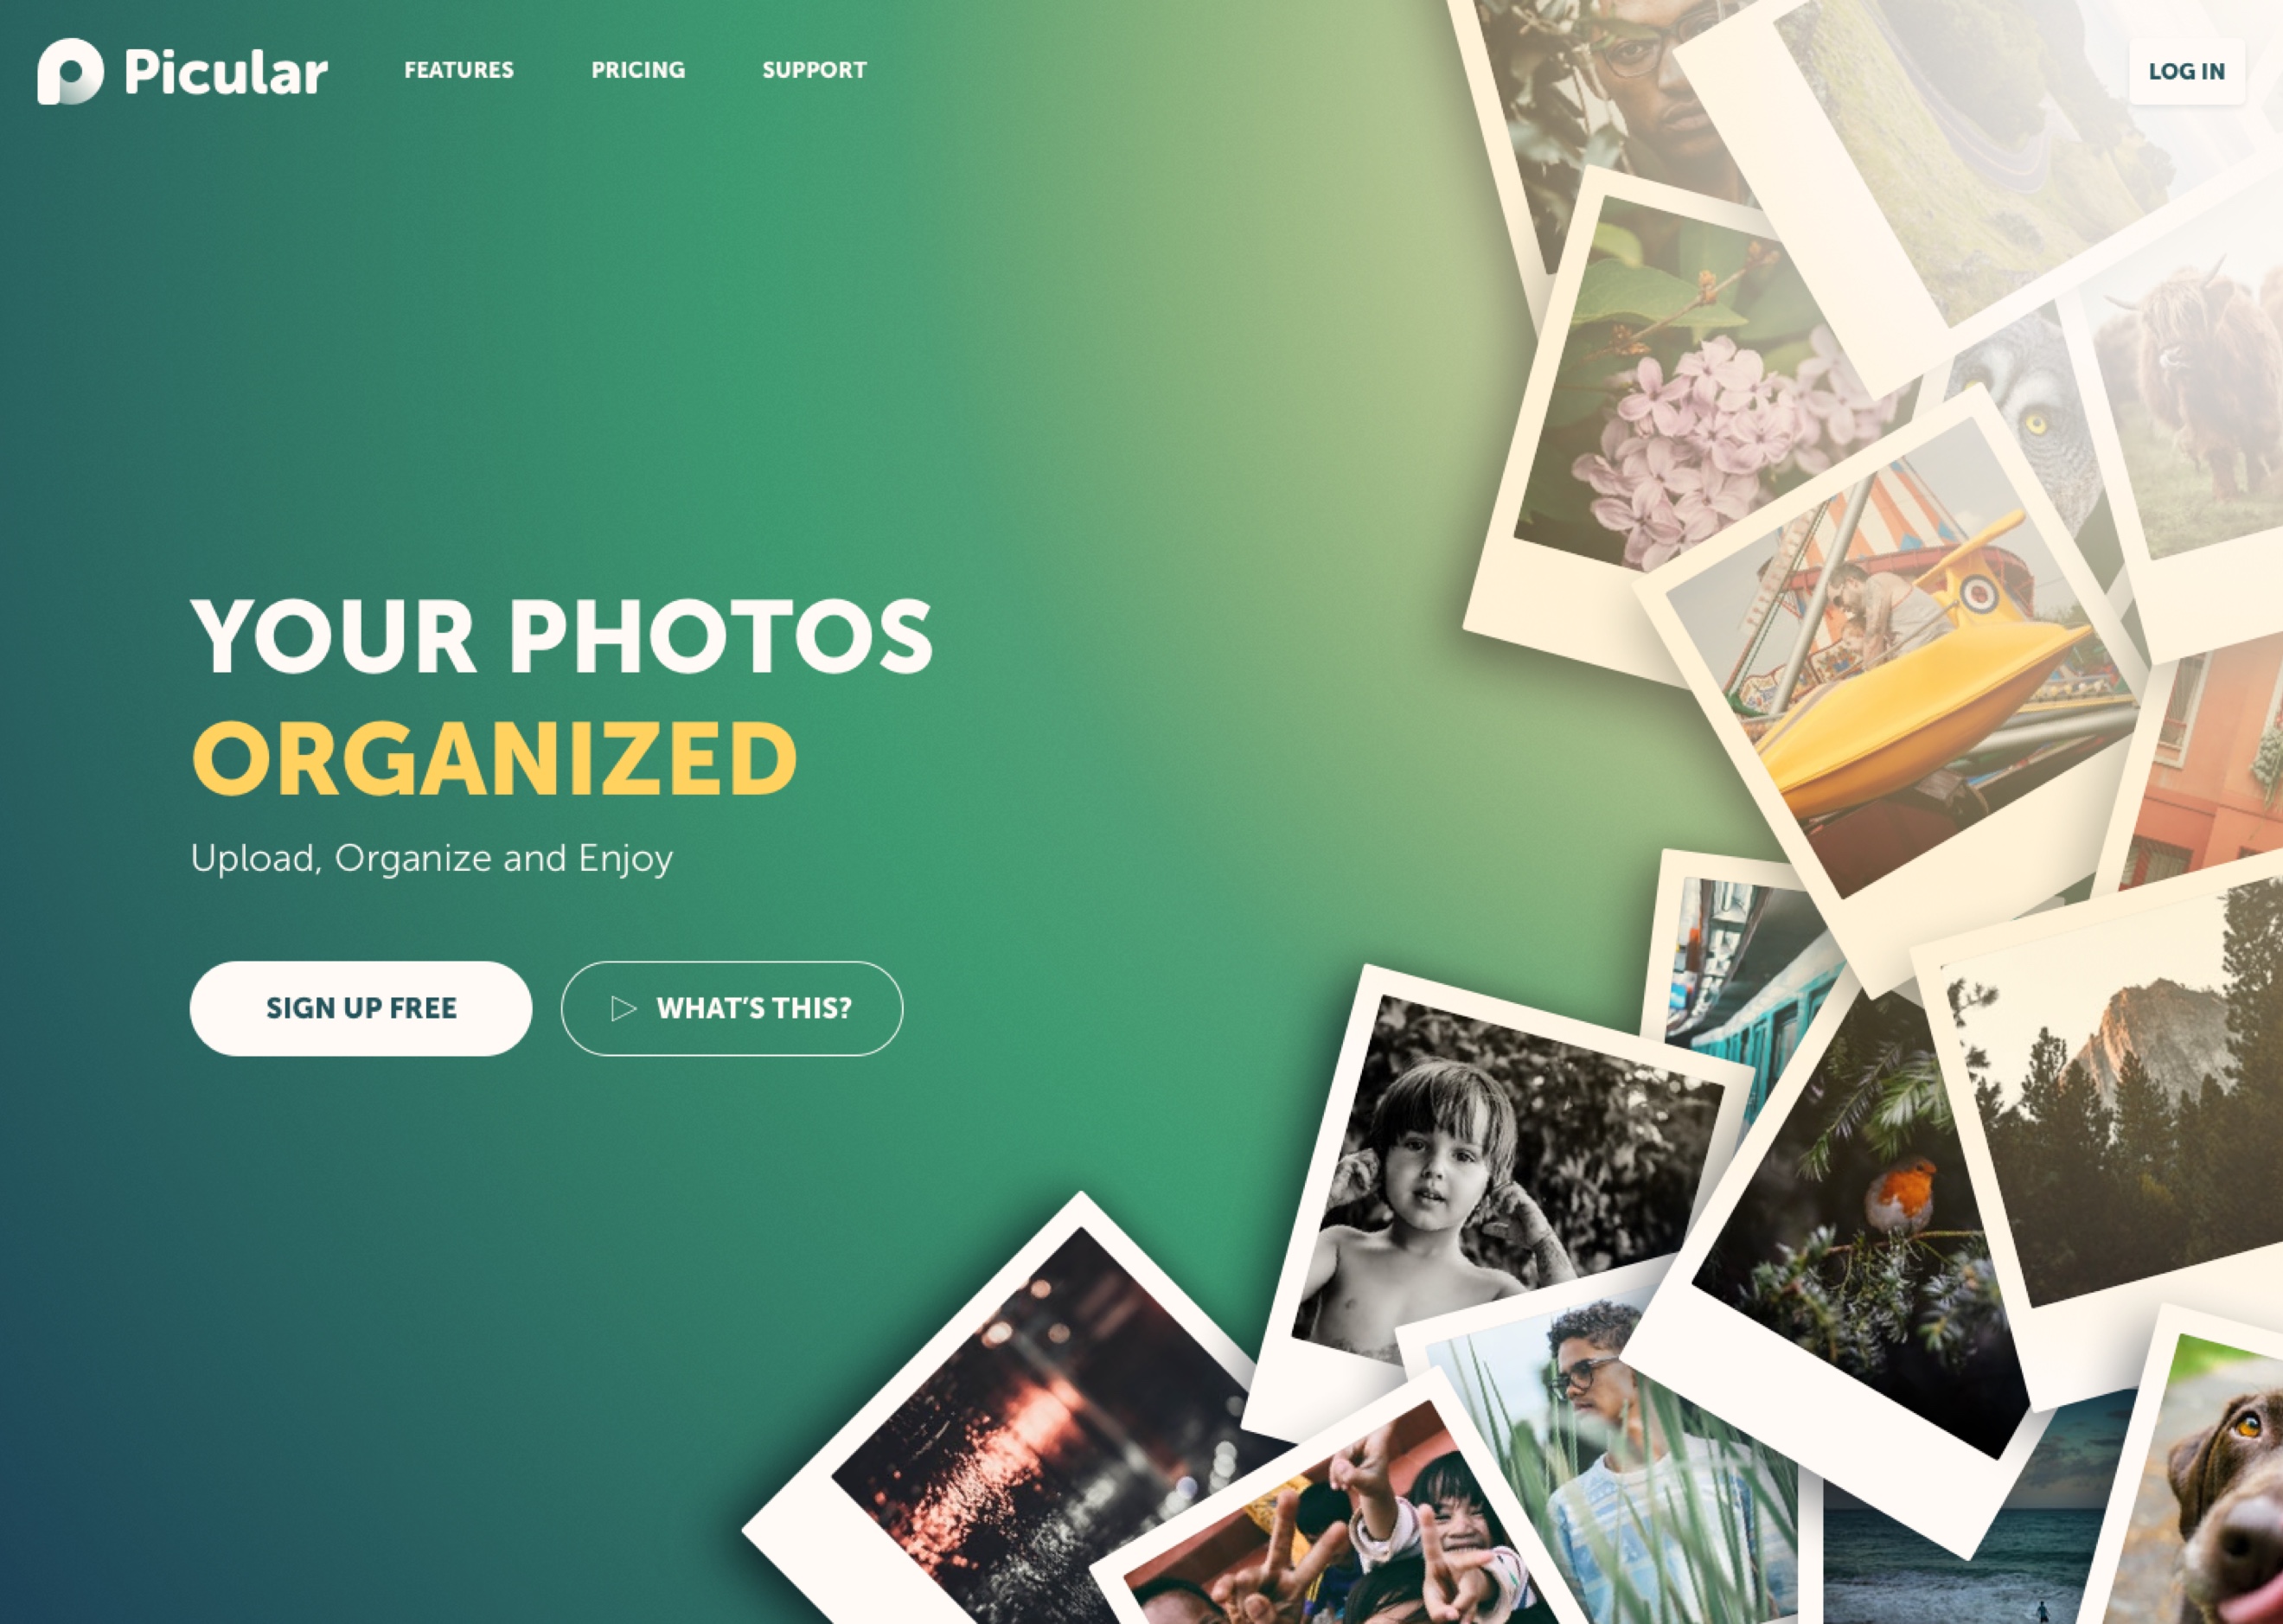 Picular
FEATURES
PRICING
SUPPORT
LOG IN
YOUR PHOTOS
ORGANIZED
Upload, Organize and Enjoy
SIGN UP FREE
WHAT’S THIS?